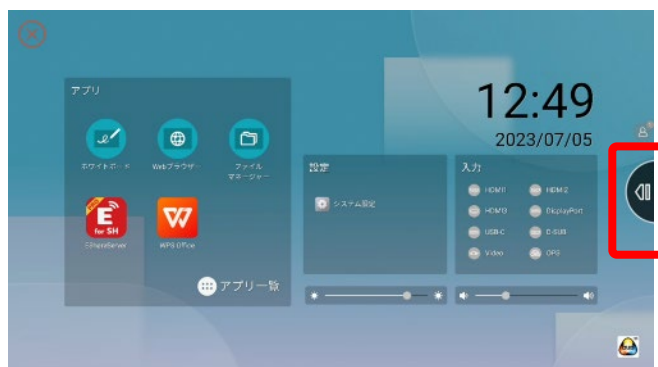 アプリ
ホワイトボード
Webブラウザー
ファイル
マネージャー
E
for SH
EShareServer
WPS Office
アプリ一覧
12:49
2023/07/05
設定
システム設定
入力
HDMI1
HDMI2
HDMI3
DisplayPort
USB-C
D-SUB
Video
OPS